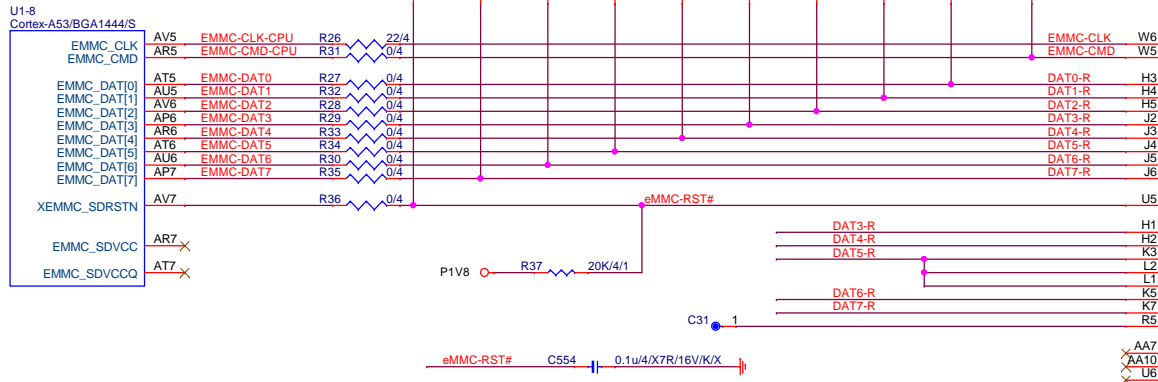 U1-8
Cortex-A53/BGA1444/S
EMMC_CLK AV5 EMMC-CLK-CPU R26 22/4 EMMC-CLK W6
EMMC_CMD AR5 EMMC-CMD-CPU R31 0/4 EMMC-CMD W5
EMMC_DAT[0] AT5 EMMC-DAT0 R27 0/4 DAT0-R H3
EMMC_DAT[1] AU5 EMMC-DAT1 R32 0/4 DAT1-R H4
EMMC_DAT[2] AV6 EMMC-DAT2 R28 0/4 DAT2-R H5
EMMC_DAT[3] AP6 EMMC-DAT3 R29 0/4 DAT3-R J2
EMMC_DAT[4] AR6 EMMC-DAT4 R33 0/4 DAT4-R J3
EMMC_DAT[5] AT6 EMMC-DAT5 R34 0/4 DAT5-R J4
EMMC_DAT[6] AU6 EMMC-DAT6 R30 0/4 DAT6-R J5
EMMC_DAT[7] AP7 EMMC-DAT7 R35 0/4 DAT7-R J6
XEMMC_SDRSTN AV7 R36 0/4 eMMC-RST# U5
DAT3-R H1
EMMC_SDVCC AR7 DAT4-R H2
DAT5-R K3
EMMC_SDVCCQ AT7 P1V8 R37 20K/4/1 L2
L1
DAT6-R K5
DAT7-R K7
C31 1 R5
AA7
eMMC-RST# C554 0.1u/4/X7R/16V/K/X AA10
U6